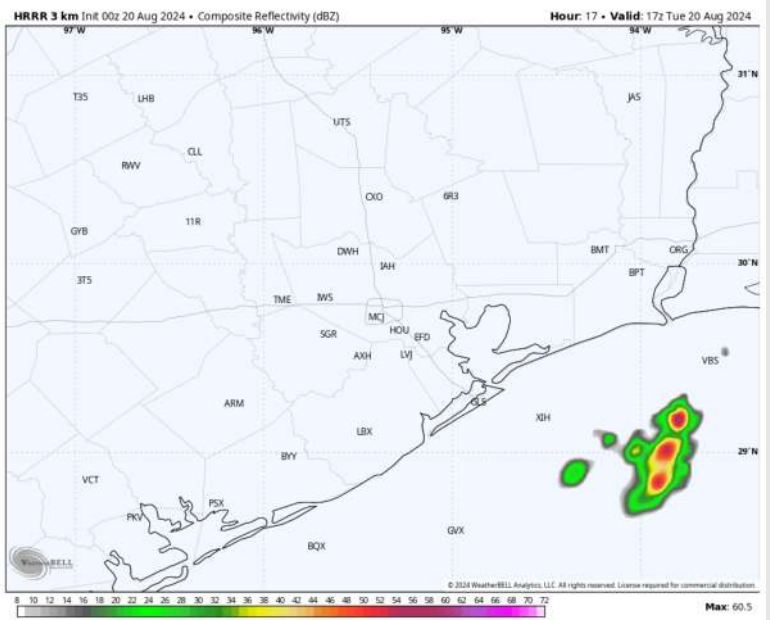 HRRR 3 km Init 00z 20 Aug 2024 • Composite Reflectivity (dBZ) Hour: 17 • Valid: 17z Tue 20 Aug 2024
97°W 96°W 95°W 94°W
31°N
T35 LHB JAS
UTS
CLL
RWV
CXO 6R3
11R
GYB
DWH BMT ORG
30°N
IAH
BPT
3T5
TME IWS
MCJ
SGR HOU
EFD
AXH LVJ VBS
ARM GLS
XIH
LBX
BYY 29°N
VCT
PSX
PKV
GVX
BQX
WEATHERBELL
© 2024 WeatherBELL Analytics, LLC. All rights reserved. License required for commercial distribution.
8 10 12 14 16 18 20 22 24 26 28 30 32 34 36 38 40 42 44 46 48 50 52 54 56 58 60 62 64 66 68 70 72 Max: 60.5